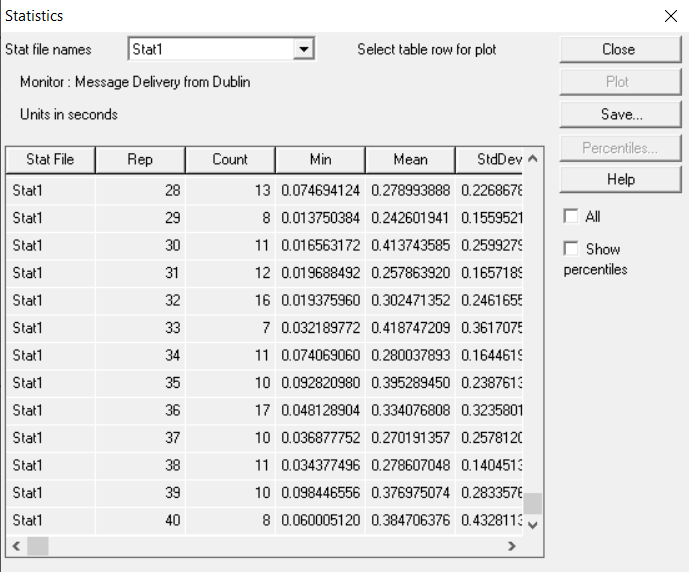 Statistics
Stat file names Stat1 Select table row for plot Close
Monitor : Message Delivery from Dublin Plot
Units in seconds Save...
Percentiles...
Help
All
Show
percentiles
Stat File Rep Count Min Mean StdDev
Stat1 28 13 0.074694124 0.278993888 0.2268678
Stat1 29 8 0.013750384 0.242601941 0.1559521
Stat1 30 11 0.016563172 0.413743585 0.2599279
Stat1 31 12 0.019688492 0.257863920 0.1657189
Stat1 32 16 0.019375960 0.302471352 0.2461655
Stat1 33 7 0.032189772 0.418747209 0.3617075
Stat1 34 11 0.074069060 0.280037893 0.1644619
Stat1 35 10 0.092820980 0.395289450 0.2387613
Stat1 36 17 0.048128904 0.334076808 0.3235801
Stat1 37 10 0.036877752 0.270191357 0.2578120
Stat1 38 11 0.034377496 0.278607048 0.1404513
Stat1 39 10 0.098446556 0.376975074 0.2833576
Stat1 40 8 0.060005120 0.384706376 0.4328113